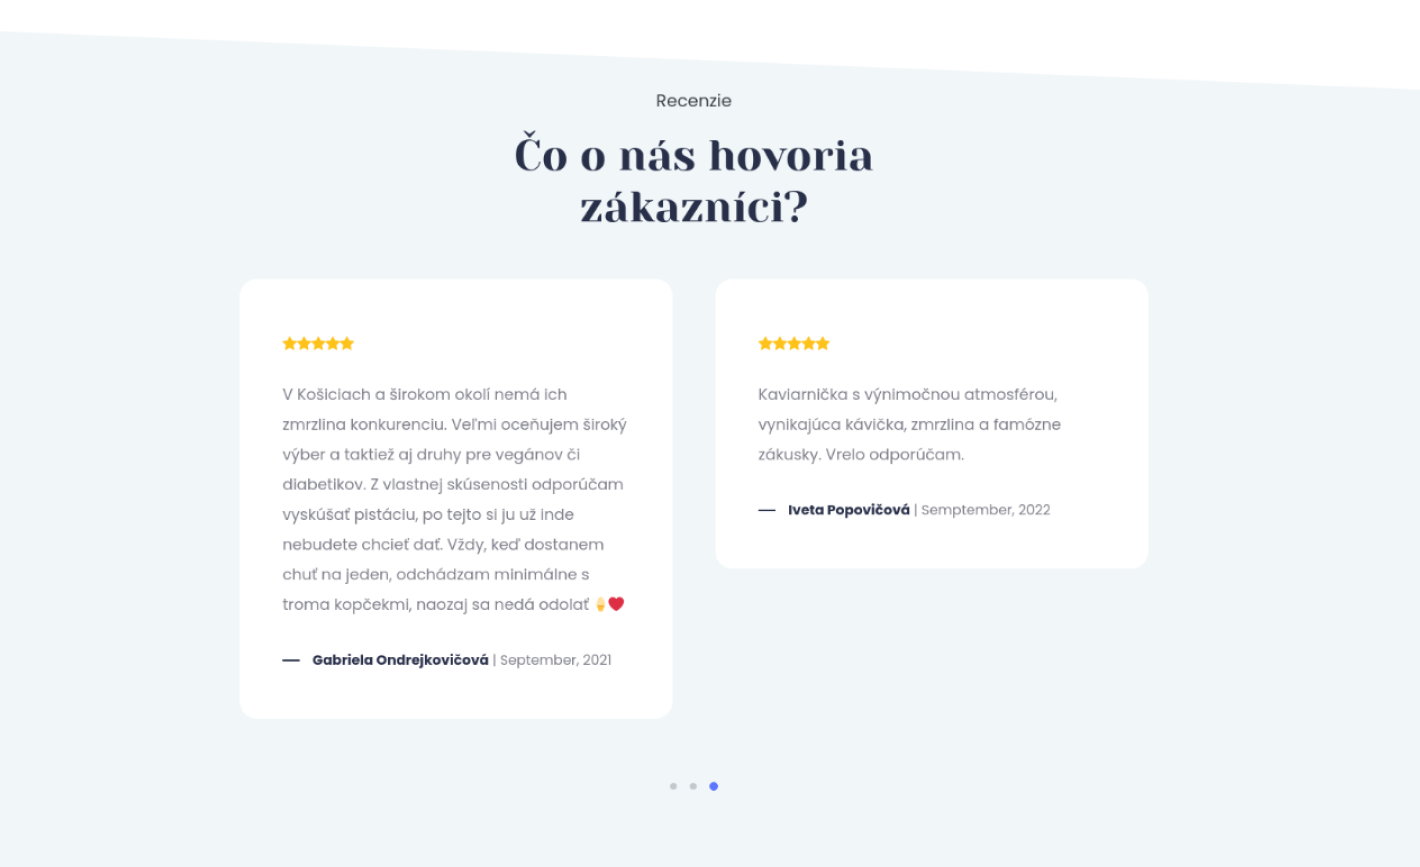 Recenzie
Čo o nás hovoria
zákazníci?
V Košiciach a širokom okolí nemá ich
zmrzlina konkurenciu. Veľmi oceňujem široký
výber a taktiež aj druhy pre vegánov či
diabetikov. Z vlastnej skúsenosti odporúčam
vyskúšať pistáciu, po tejto si ju už inde
nebudete chcieť dať. Vždy, keď dostanem
chuť na jeden, odchádzam minimálne s
troma kopčekmi, naozaj sa nedá odolať 🍦❤️
— Gabriela Ondrejkovičová | September, 2021
Kaviarnička s výnimočnou atmosférou,
vynikajúca kávička, zmrzlina a famózne
zákusky. Vrelo odporúčam.
— Iveta Popovičová | Semptember, 2022